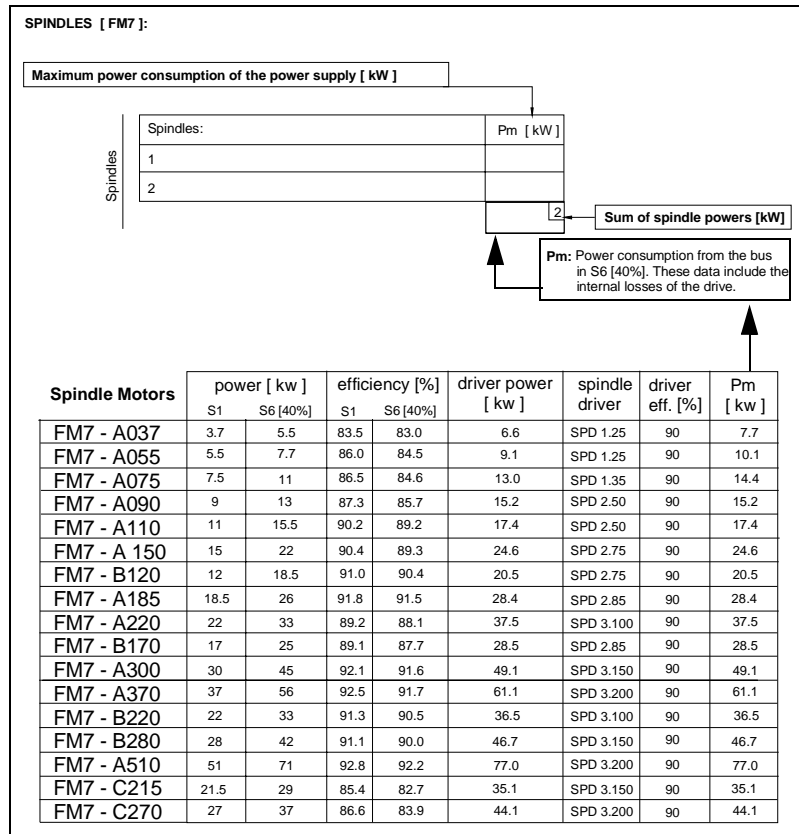 SPINDLES [ FM7 ]:
Maximum power consumption of the power supply [ kW ]
Spindles: Pm [ kW ]
Spindles
1
2
2
Sum of spindle powers [kW]
Pm: Power consumption from the bus
in S6 [40%]. These data include the
internal losses of the drive.
Spindle Motors power [ kw ] efficiency [%] driver power [ kw ] spindle driver driver eff. [%] Pm [ kw ]
S1 S6 [40%] S1 S6 [40%]
FM7 - A037 3.7 5.5 83.5 83.0 6.6 SPD 1.25 90 7.7
FM7 - A055 5.5 7.7 86.0 84.5 9.1 SPD 1.25 90 10.1
FM7 - A075 7.5 11 86.5 84.6 13.0 SPD 1.35 90 14.4
FM7 - A090 9 13 87.3 85.7 15.2 SPD 2.50 90 15.2
FM7 - A110 11 15.5 90.2 89.2 17.4 SPD 2.50 90 17.4
FM7 - A 150 15 22 90.4 89.3 24.6 SPD 2.75 90 24.6
FM7 - B120 12 18.5 91.0 90.4 20.5 SPD 2.75 90 20.5
FM7 - A185 18.5 26 91.8 91.5 28.4 SPD 2.85 90 28.4
FM7 - A220 22 33 89.2 88.1 37.5 SPD 3.100 90 37.5
FM7 - B170 17 25 89.1 87.7 28.5 SPD 2.85 90 28.5
FM7 - A300 30 45 92.1 91.6 49.1 SPD 3.150 90 49.1
FM7 - A370 37 56 92.5 91.7 61.1 SPD 3.200 90 61.1
FM7 - B220 22 33 91.3 90.5 36.5 SPD 3.100 90 36.5
FM7 - B280 28 42 91.1 90.0 46.7 SPD 3.150 90 46.7
FM7 - A510 51 71 92.8 92.2 77.0 SPD 3.200 90 77.0
FM7 - C215 21.5 29 85.4 82.7 35.1 SPD 3.150 90 35.1
FM7 - C270 27 37 86.6 83.9 44.1 SPD 3.200 90 44.1